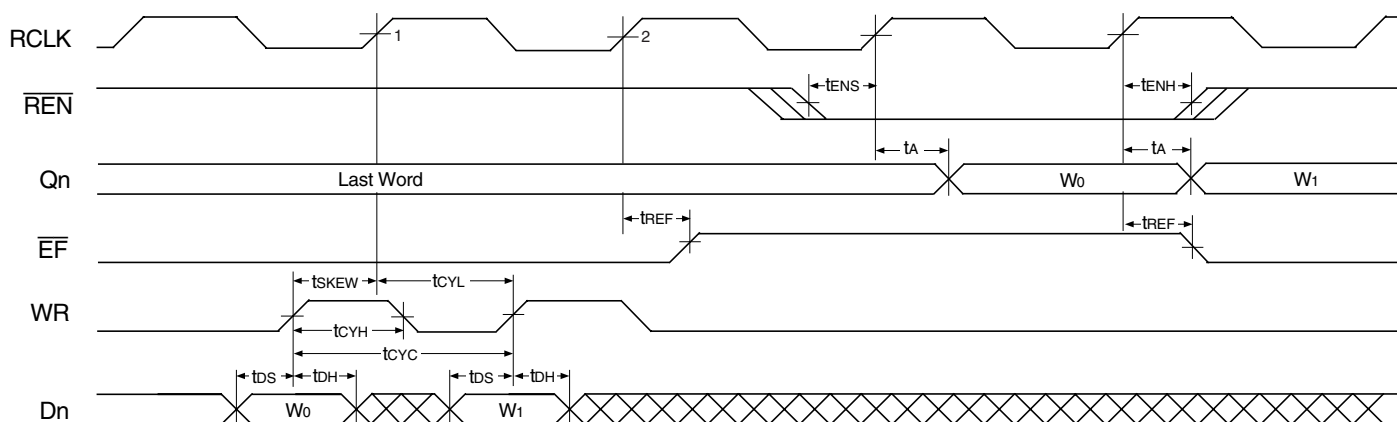 RCLK 1 2
REN tENS tENH
tA tA
Qn Last Word W0 W1
tREF tREF
EF
tSKEW tCYL
WR
tCYH
tCYC
tDS tDH tDS tDH
Dn W0 W1